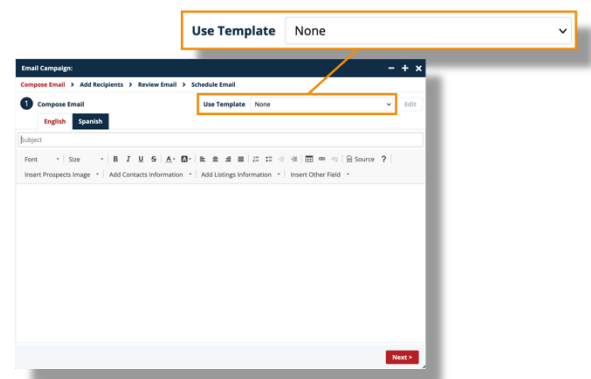 Use Template None
Email Campaign:
Compose Email > Add Recipients > Review Email > Schedule Email
1 Compose Email Use Template None Edit
English Spanish
Subject
Font Size B I U S A A Source ?
Insert Prospects Image Add Contacts Information Add Listings Information Insert Other Field
Next >